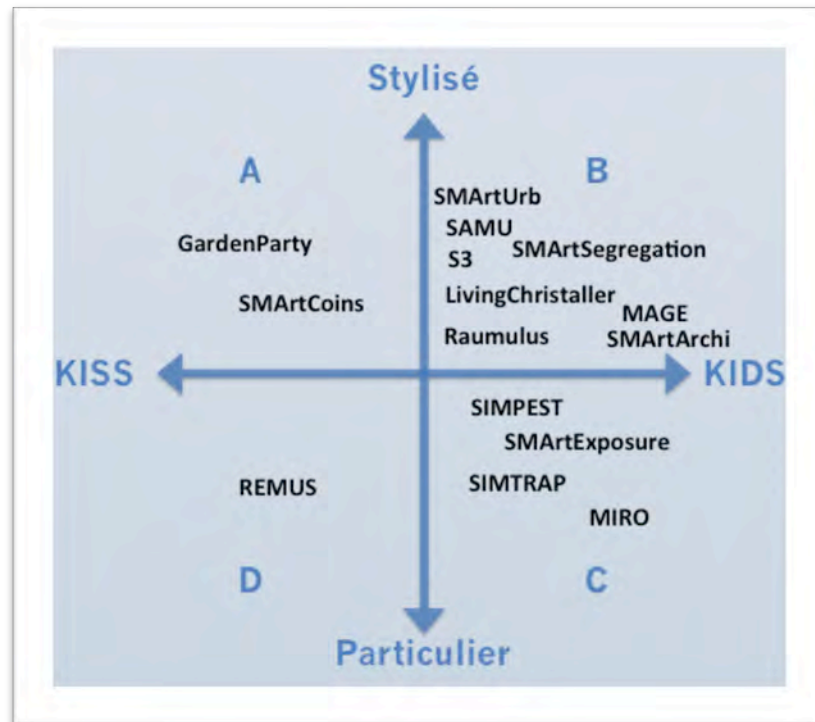 Stylisé
A
B
SMArtUrb
SAMU
GardenParty
SMArtSegregation
S3
LivingChristaller
SMArtCoins
MAGE
Raumulus
SMArtArchi
KISS
KIDS
SIMPEST
SMArtExposure
REMUS
SIMTRAP
MIRO
D
C
Particulier